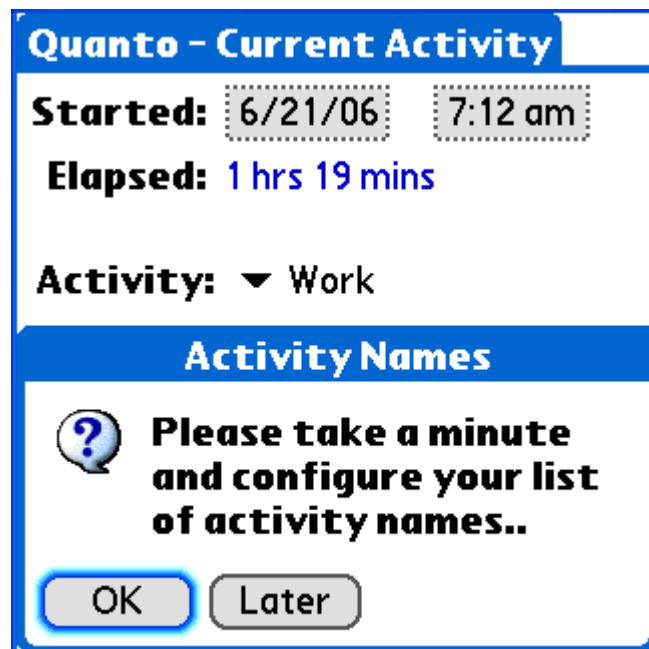 Quanto - Current Activity
Started: 6/21/06 7:12 am
Elapsed: 1 hrs 19 mins
Activity: Work
Activity Names
Please take a minute
and configure your list
of activity names..
OK Later